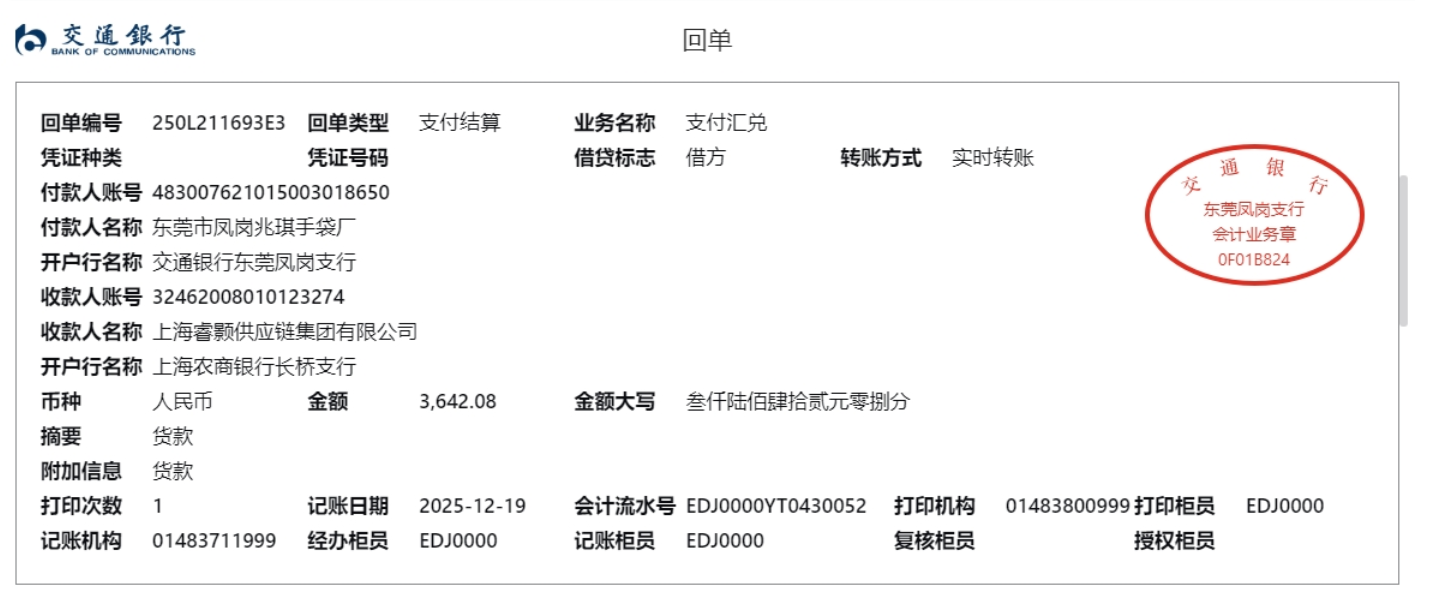 交通銀行
BANK OF COMMUNICATIONS
回单
回单编号 250L211693E3 回单类型 支付结算 业务名称 支付汇兑
凭证种类 凭证号码 借贷标志 借方 转账方式 实时转账
付款人账号 483007621015003018650
付款人名称 东莞市凤岗兆琪手袋厂
开户行名称 交通银行东莞凤岗支行
收款人账号 32462008010123274
收款人名称 上海睿颢供应链集团有限公司
开户行名称 上海农商银行长桥支行
币种 人民币 金额 3,642.08 金额大写 叁仟陆佰肆拾贰元零捌分
摘要 货款
附加信息 货款
打印次数 1 记账日期 2025-12-19 会计流水号 EDJ0000YT0430052 打印机构 01483800999 打印柜员 EDJ0000
记账机构 01483711999 经办柜员 EDJ0000 记账柜员 EDJ0000 复核柜员 授权柜员
交通银行
东莞凤岗支行
会计业务章
0F01B824